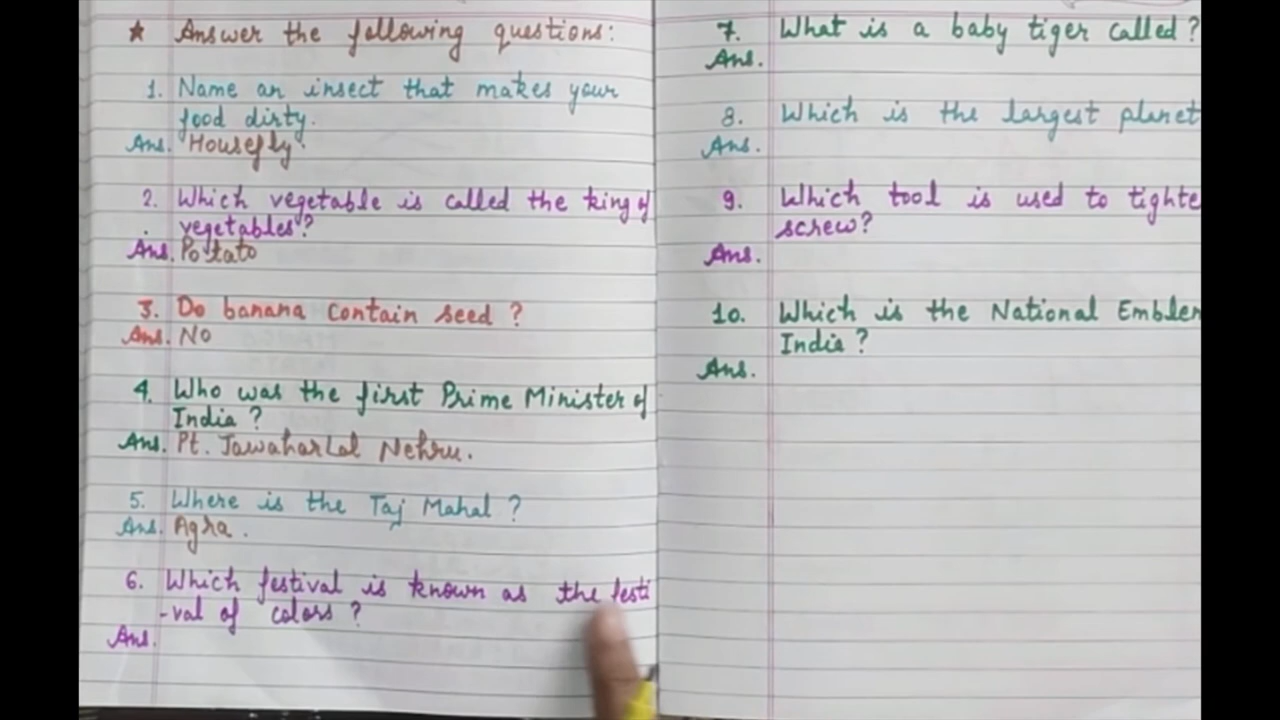 ★ Answer the following questions:
1. Name an insect that makes your
food dirty.
Ans. Housefly.
2. Which vegetable is called the king of
vegetables?
Ans. Potato
3. Do banana contain seed ?
Ans. No
4. Who was the first Prime Minister of
India ?
Ans. Pt. Jawaharlal Nehru.
5. Where is the Taj Mahal ?
Ans. Agra.
6. Which festival is known as the festi
-val of colors ?
Ans.
7. What is a baby tiger called ?
Ans.
8. Which is the largest planet
Ans.
9. Which tool is used to tighte
screw?
Ans.
10. Which is the National Emblem
India ?
Ans.